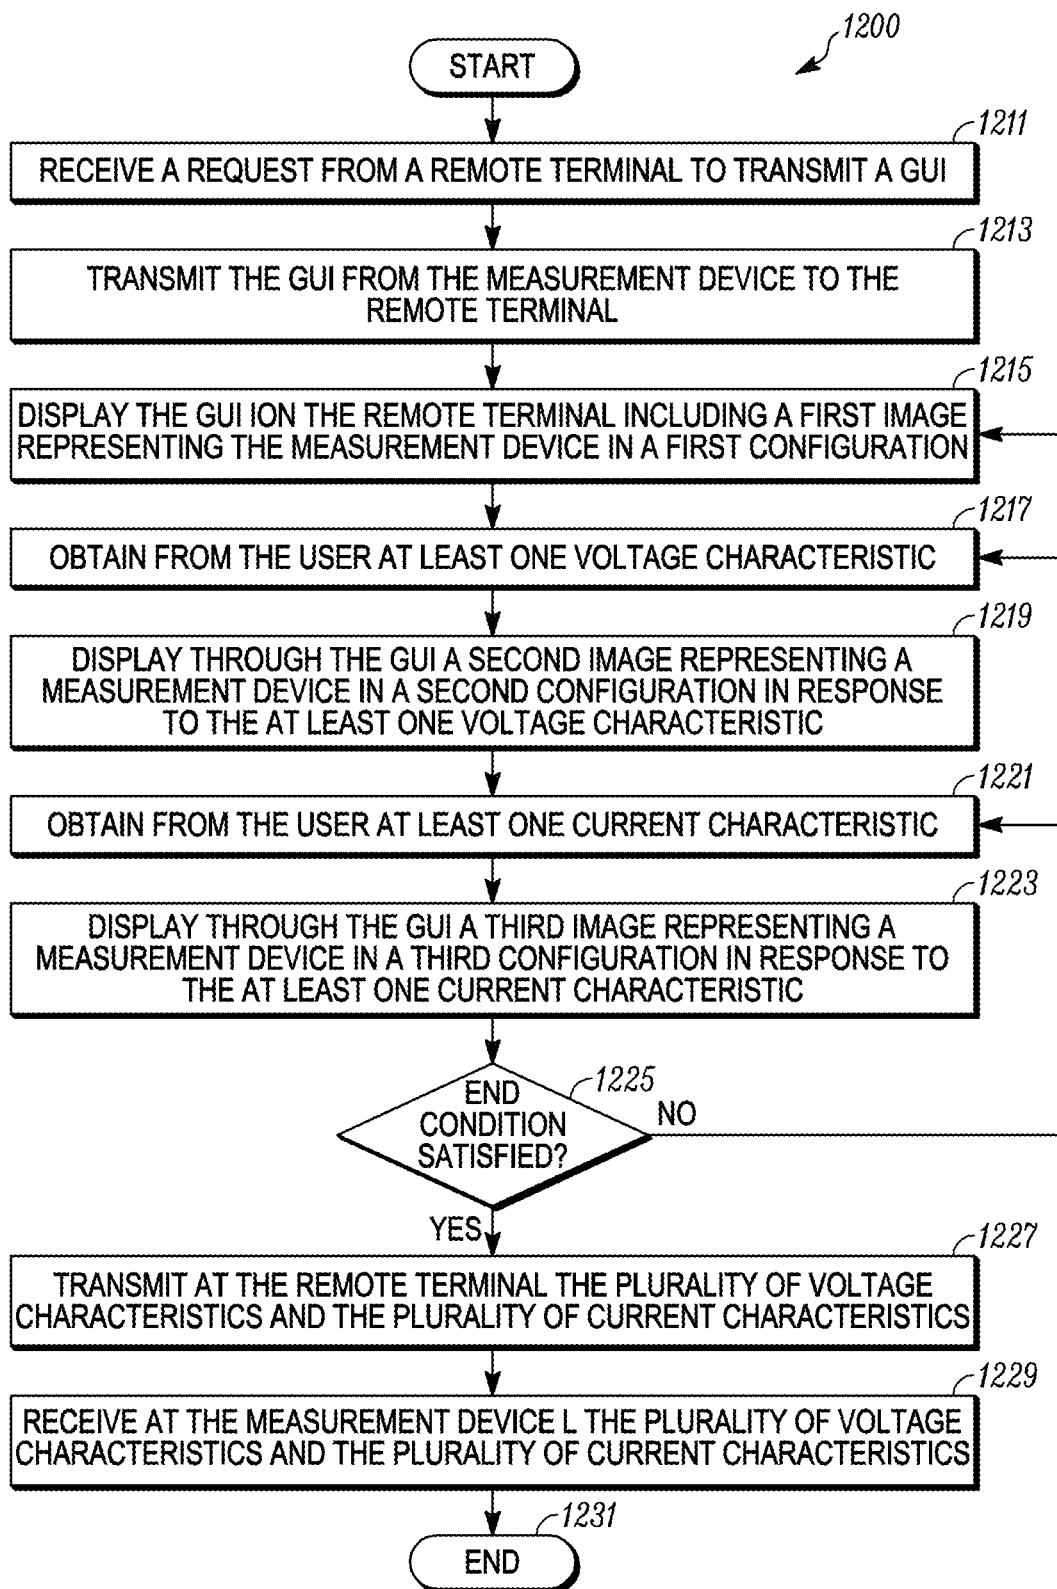 1200
START
1211
RECEIVE A REQUEST FROM A REMOTE TERMINAL TO TRANSMIT A GUI
1213
TRANSMIT THE GUI FROM THE MEASUREMENT DEVICE TO THE
REMOTE TERMINAL
1215
DISPLAY THE GUI ION THE REMOTE TERMINAL INCLUDING A FIRST IMAGE
REPRESENTING THE MEASUREMENT DEVICE IN A FIRST CONFIGURATION
1217
OBTAIN FROM THE USER AT LEAST ONE VOLTAGE CHARACTERISTIC
1219
DISPLAY THROUGH THE GUI A SECOND IMAGE REPRESENTING A
MEASUREMENT DEVICE IN A SECOND CONFIGURATION IN RESPONSE
TO THE AT LEAST ONE VOLTAGE CHARACTERISTIC
1221
OBTAIN FROM THE USER AT LEAST ONE CURRENT CHARACTERISTIC
1223
DISPLAY THROUGH THE GUI A THIRD IMAGE REPRESENTING A
MEASUREMENT DEVICE IN A THIRD CONFIGURATION IN RESPONSE TO
THE AT LEAST ONE CURRENT CHARACTERISTIC
1225
END
CONDITION
SATISFIED?
NO
YES
1227
TRANSMIT AT THE REMOTE TERMINAL THE PLURALITY OF VOLTAGE
CHARACTERISTICS AND THE PLURALITY OF CURRENT CHARACTERISTICS
1229
RECEIVE AT THE MEASUREMENT DEVICE L THE PLURALITY OF VOLTAGE
CHARACTERISTICS AND THE PLURALITY OF CURRENT CHARACTERISTICS
1231
END